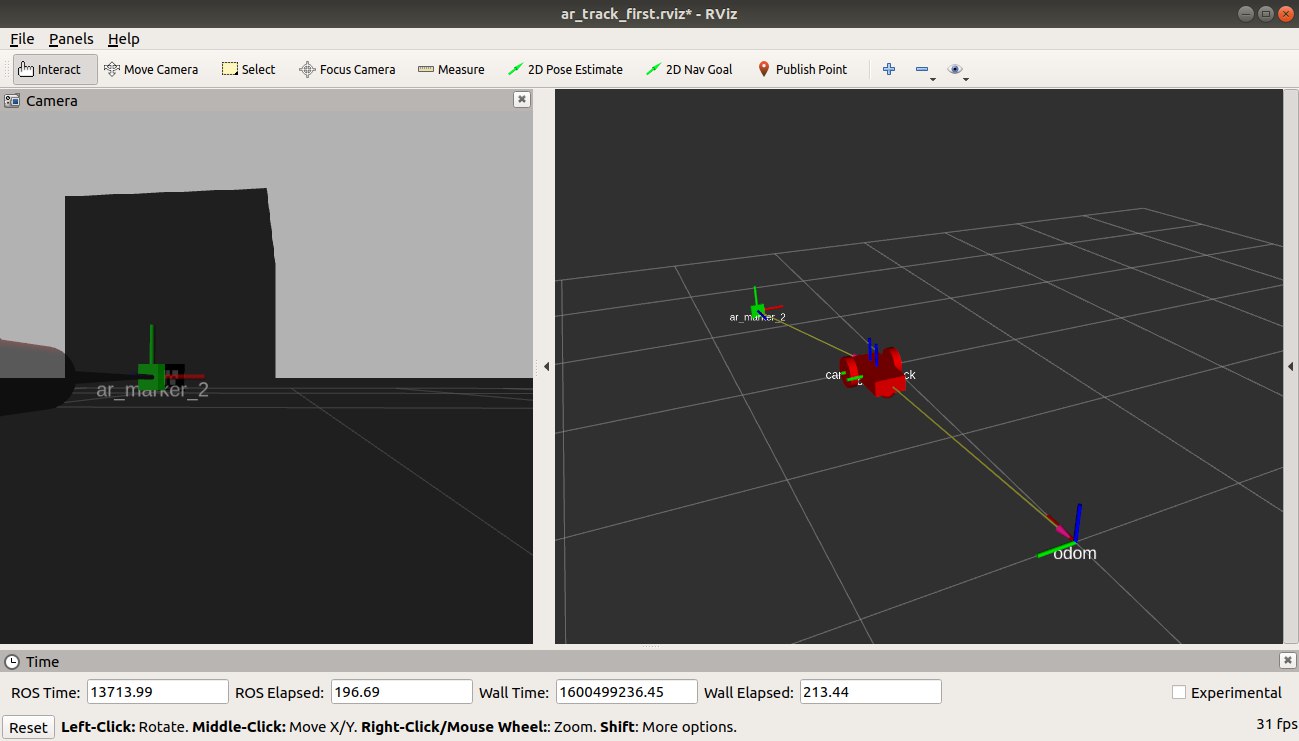 ar_track_first.rviz* - RViz
File Panels Help
Interact Move Camera Select Focus Camera Measure 2D Pose Estimate 2D Nav Goal Publish Point
Camera
ar_marker_2
ar_marker_2
odom
Time
ROS Time: 13713.99 ROS Elapsed: 196.69 Wall Time: 1600499236.45 Wall Elapsed: 213.44 Experimental
Reset Left-Click: Rotate. Middle-Click: Move X/Y. Right-Click/Mouse Wheel:: Zoom. Shift: More options. 31 fps